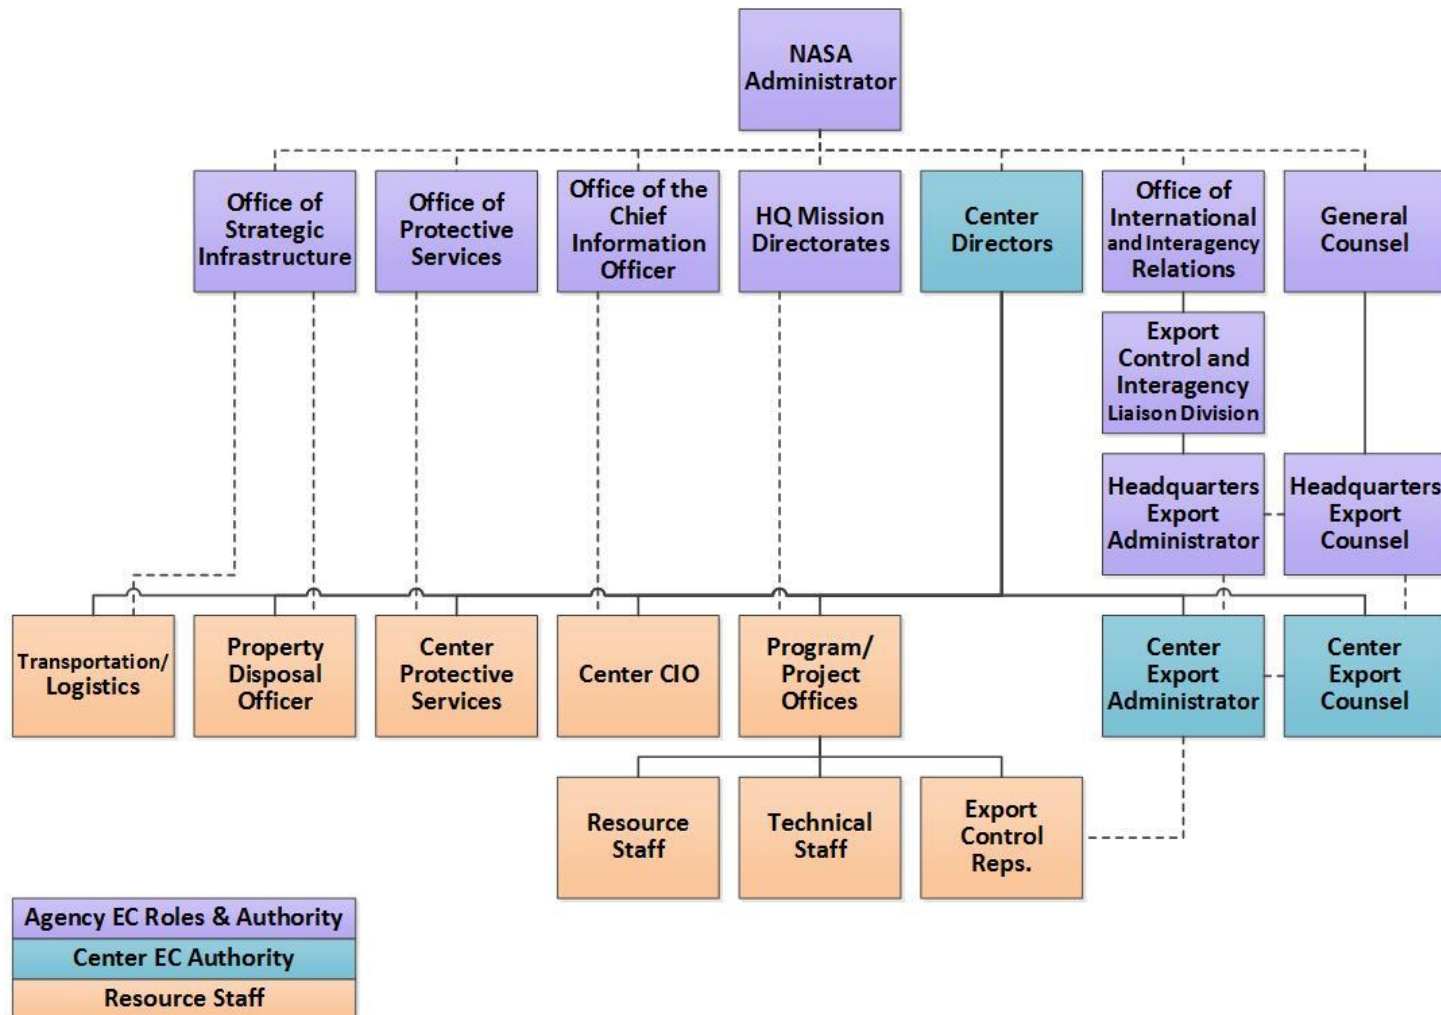 NASA
Administrator
Office of
Strategic
Infrastructure
Office of
Protective
Services
Office of the
Chief
Information
Officer
HQ Mission
Directorates
Center
Directors
Office of
International
and Interagency
Relations
General
Counsel
Export
Control and
Interagency
Liaison Division
Headquarters
Export
Administrator
Headquarters
Export
Counsel
Transportation/
Logistics
Property
Disposal
Officer
Center
Protective
Services
Center CIO
Program/
Project
Offices
Center
Export
Administrator
Center
Export
Counsel
Resource
Staff
Technical
Staff
Export
Control
Reps.
Agency EC Roles & Authority
Center EC Authority
Resource Staff